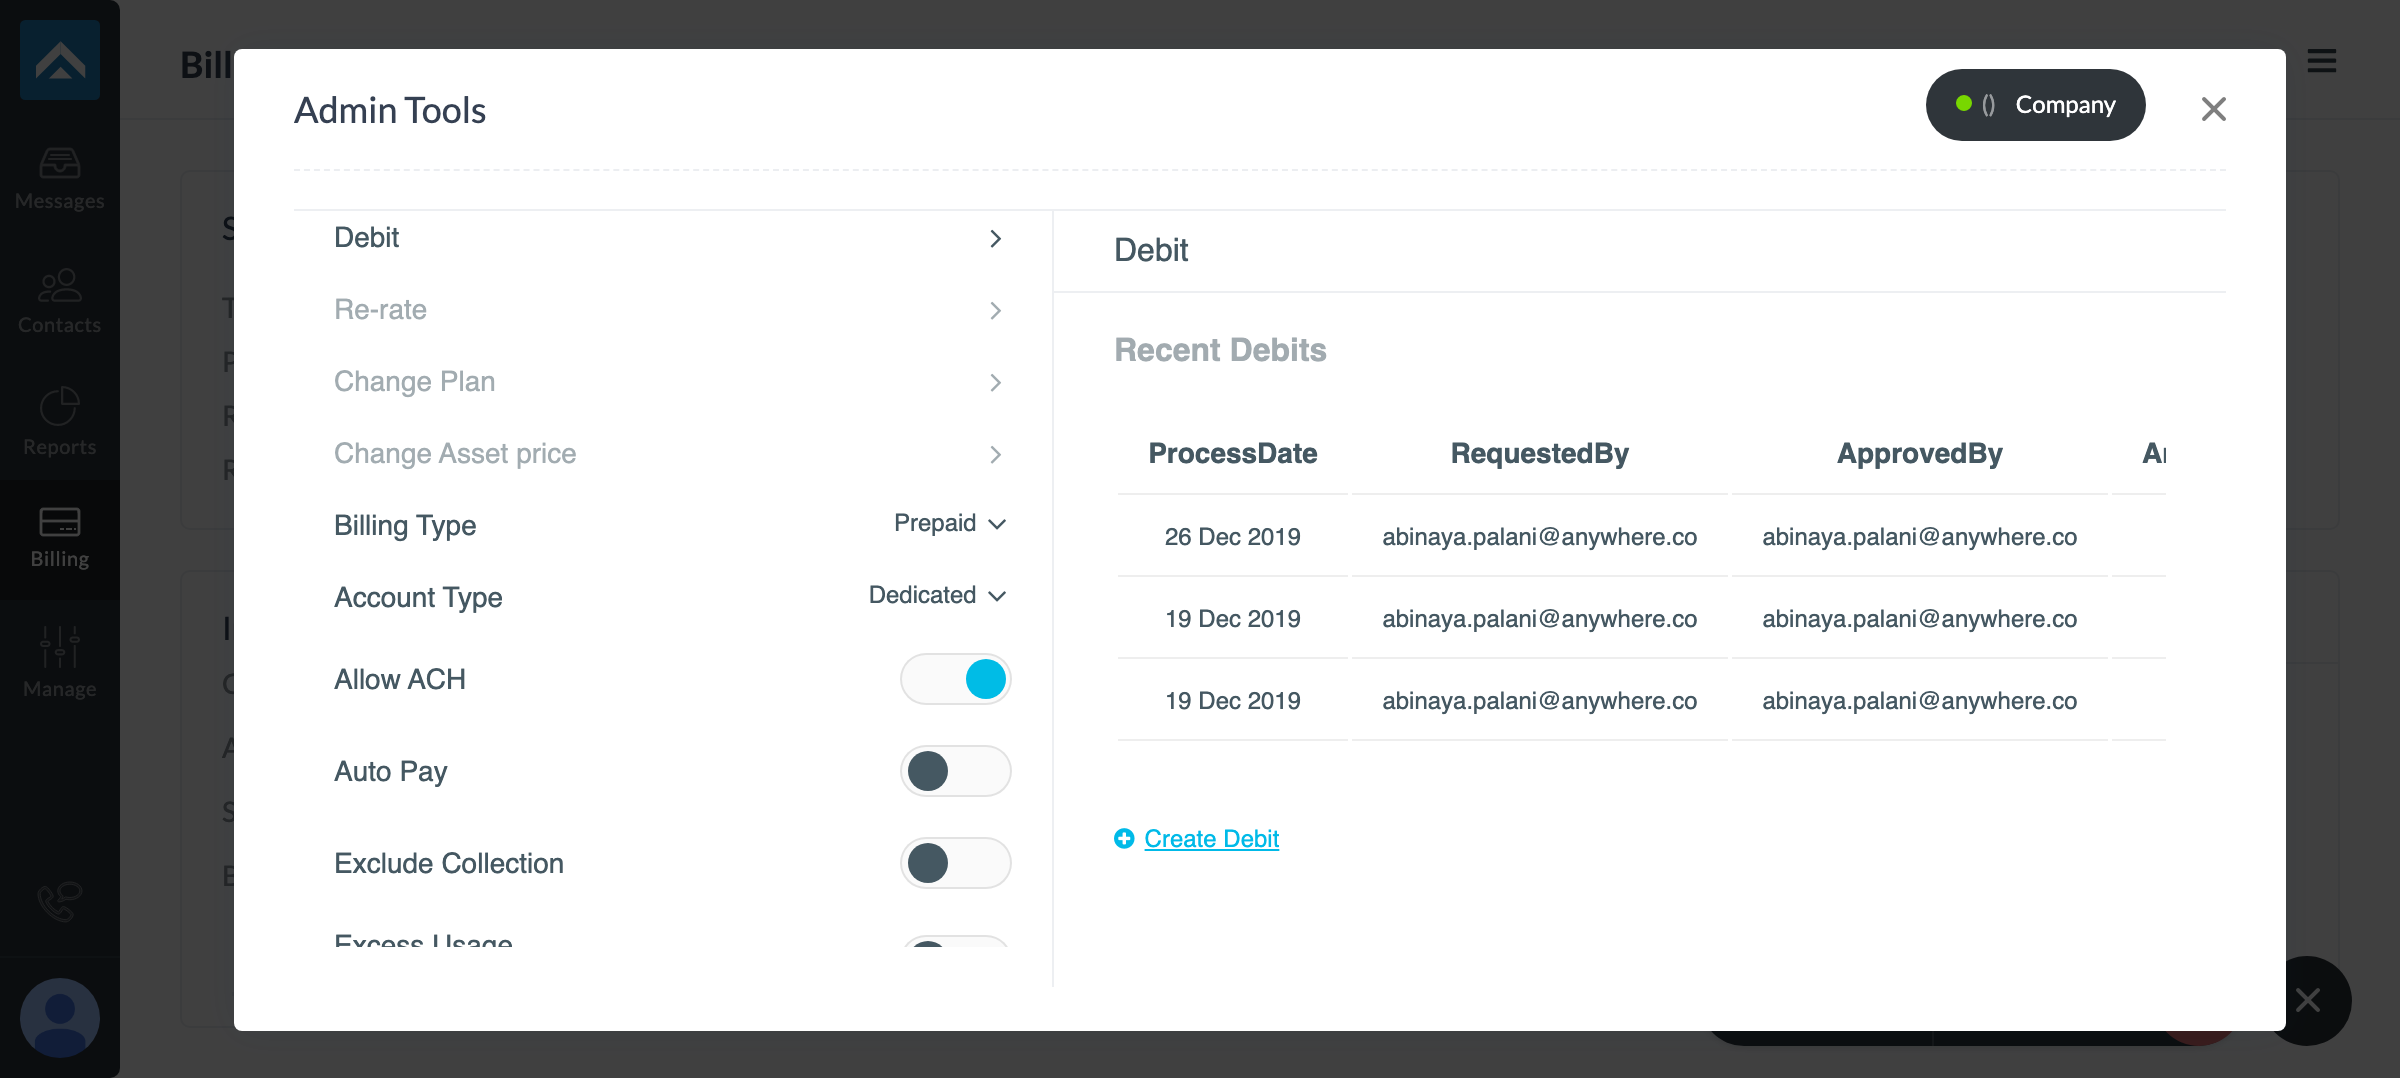 Bill
Admin Tools
() Company
Messages
Contacts
Reports
Billing
Manage
Debit
Re-rate
Change Plan
Change Asset price
Billing Type Prepaid
Account Type Dedicated
Allow ACH
Auto Pay
Exclude Collection
Excess Usage
Debit
Recent Debits
ProcessDate RequestedBy ApprovedBy
26 Dec 2019 abinaya.palani@anywhere.co abinaya.palani@anywhere.co
19 Dec 2019 abinaya.palani@anywhere.co abinaya.palani@anywhere.co
19 Dec 2019 abinaya.palani@anywhere.co abinaya.palani@anywhere.co
Create Debit